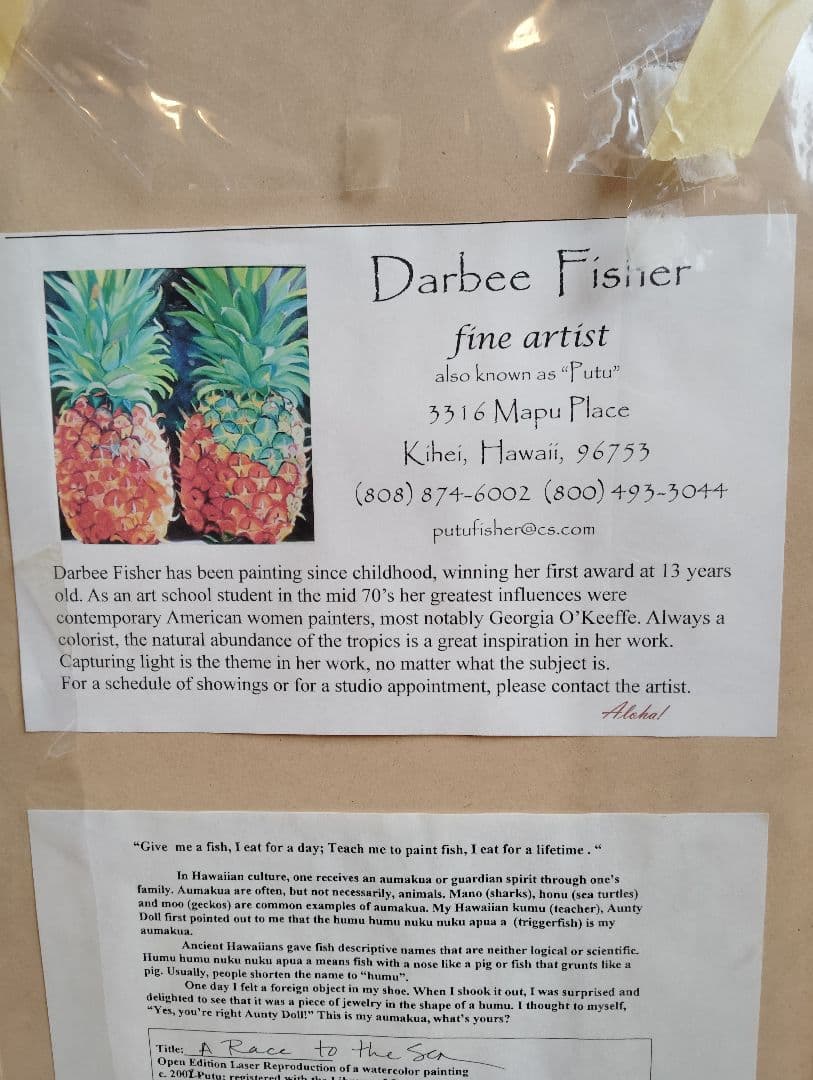 Darbee Fisher
fine artist
also known as "Putu"
3316 Mapu Place
Kihei, Hawaii, 96753
(808) 874-6002 (800) 493-3044
putufisher@cs.com
Darbee Fisher has been painting since childhood, winning her first award at 13 years
old. As an art school student in the mid 70's her greatest influences were
contemporary American women painters, most notably Georgia O'Keeffe. Always a
colorist, the natural abundance of the tropics is a great inspiration in her work.
Capturing light is the theme in her work, no matter what the subject is.
For a schedule of showings or for a studio appointment, please contact the artist.
Aloha!
"Give me a fish, I eat for a day; Teach me to paint fish, I eat for a lifetime . "
In Hawaiian culture, one receives an aumakua or guardian spirit through one's
family. Aumakua are often, but not necessarily, animals. Mano (sharks), honu (sea turtles)
and moo (geckos) are common examples of aumakua. My Hawaiian kumu (teacher), Aunty
Doll first pointed out to me that the humu humu nuku nuku apua a (triggerfish) is my
aumakua.
Ancient Hawaiians gave fish descriptive names that are neither logical or scientific.
Humu humu nuku nuku apua a means fish with a nose like a pig or fish that grunts like a
pig. Usually, people shorten the name to "humu".
One day I felt a foreign object in my shoe. When I shook it out, I was surprised and
delighted to see that it was a piece of jewelry in the shape of a humu. I thought to myself,
"Yes, you're right Aunty Doll!" This is my aumakua, what's yours?
Title: A Race to the Sea
Open Edition Laser Reproduction of a watercolor painting
c. 2001 Putu; registered with the